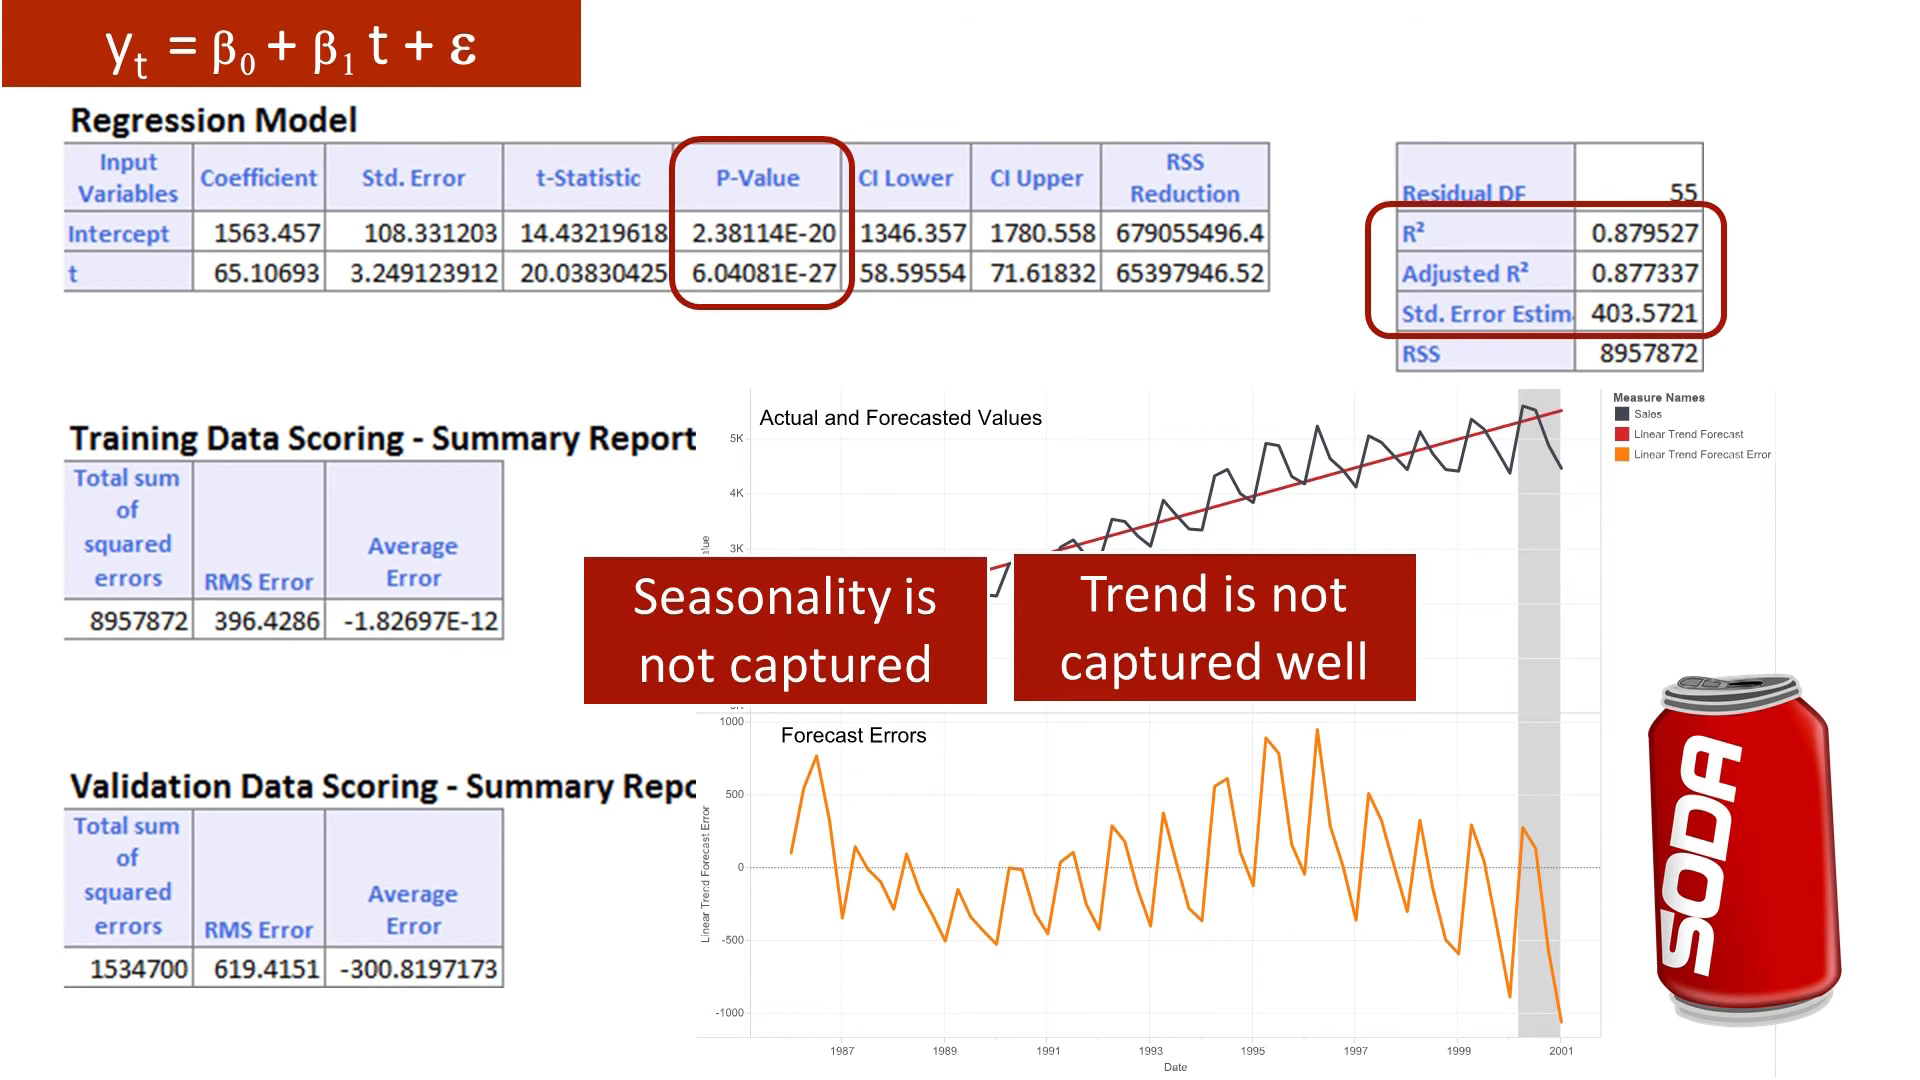 yt = β0 + β1 t + ε
Regression Model
Input Variables Coefficient Std. Error t-Statistic P-Value CI Lower CI Upper RSS Reduction
Intercept 1563.457 108.331203 14.43219618 2.38114E-20 1346.357 1780.558 679055496.4
t 65.10693 3.249123912 20.03830425 6.04081E-27 58.59554 71.61832 65397946.52
Residual DF 55
R² 0.879527
Adjusted R² 0.877337
Std. Error Estim 403.5721
RSS 8957872
Training Data Scoring - Summary Report
Total sum of squared errors RMS Error Average Error
8957872 396.4286 -1.82697E-12
Validation Data Scoring - Summary Repo
Total sum of squared errors RMS Error Average Error
1534700 619.4151 -300.8197173
Actual and Forecasted Values
5K
4K
3K
Measure Names
Sales
Linear Trend Forecast
Linear Trend Forecast Error
Seasonality is
not captured
Trend is not
captured well
Forecast Errors
Linear Trend Forecast Error
1000
500
0
-500
-1000
1987 1989 1991 1993 1995 1997 1999 2001
Date
SODA